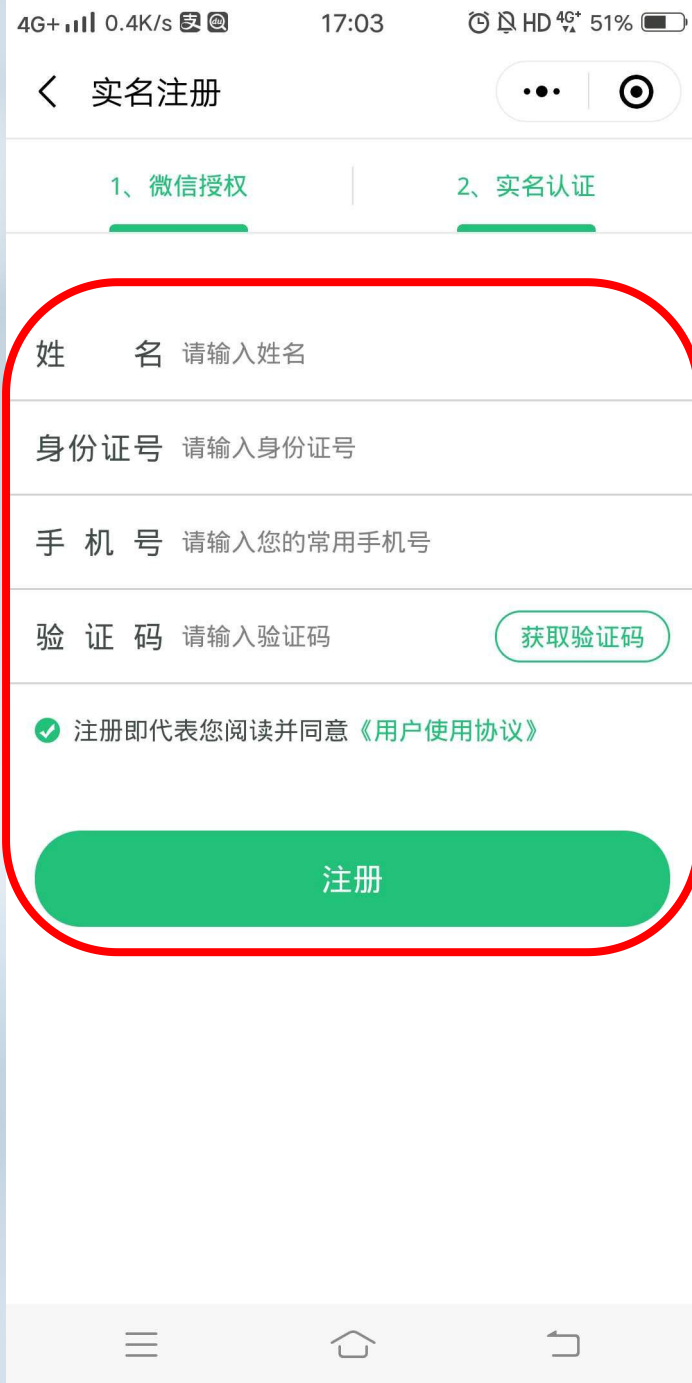 4G+ 0.4K/s 支 du 17:03 HD 4G+ 51%
实名注册
1、微信授权 2、实名认证
姓 名 请输入姓名
身份证号 请输入身份证号
手 机 号 请输入您的常用手机号
验 证 码 请输入验证码 获取验证码
注册即代表您阅读并同意《用户使用协议》
注册